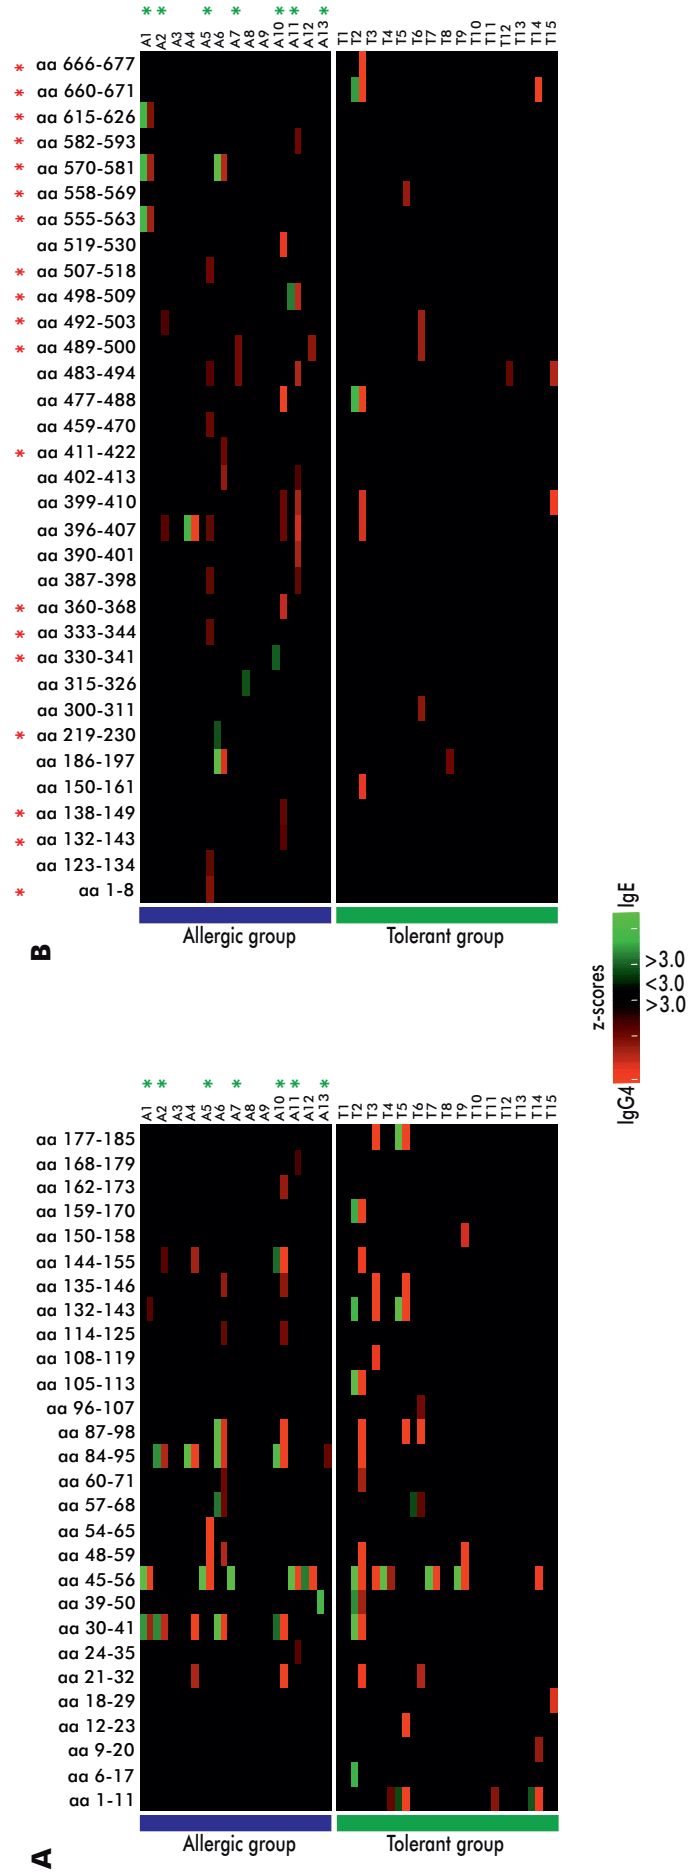 B
* * * * * * *
A1
A2
A3
A4
A5
A6
A7
A8
A9
A10
A11
A12
A13
T1
T2
T3
T4
T5
T6
T7
T8
T9
T10
T11
T12
T13
T14
T15
* aa 666-677
* aa 660-671
* aa 615-626
* aa 582-593
* aa 570-581
* aa 558-569
* aa 555-563
aa 519-530
* aa 507-518
* aa 498-509
* aa 492-503
* aa 489-500
aa 483-494
aa 477-488
aa 459-470
* aa 411-422
aa 402-413
aa 399-410
aa 396-407
aa 390-401
aa 387-398
* aa 360-368
* aa 333-344
* aa 330-341
aa 315-326
aa 300-311
* aa 219-230
aa 186-197
aa 150-161
* aa 138-149
* aa 132-143
aa 123-134
* aa 1-8
Allergic group
Tolerant group
z-scores
IgG4
IgE
>3.0
<3.0
>3.0
A
* * * * * * *
A1
A2
A3
A4
A5
A6
A7
A8
A9
A10
A11
A12
A13
T1
T2
T3
T4
T5
T6
T7
T8
T9
T10
T11
T12
T13
T14
T15
aa 177-185
aa 168-179
aa 162-173
aa 159-170
aa 150-158
aa 144-155
aa 135-146
aa 132-143
aa 114-125
aa 108-119
aa 105-113
aa 96-107
aa 87-98
aa 84-95
aa 60-71
aa 57-68
aa 54-65
aa 48-59
aa 45-56
aa 39-50
aa 30-41
aa 24-35
aa 21-32
aa 18-29
aa 12-23
aa 9-20
aa 6-17
aa 1-11
Allergic group
Tolerant group